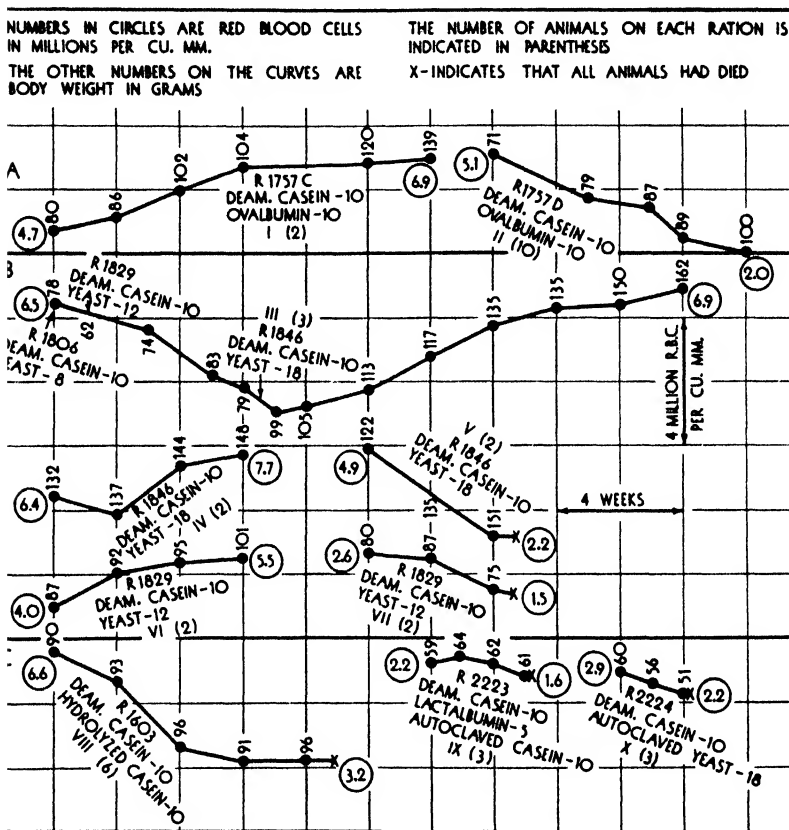 NUMBERS IN CIRCLES ARE RED BLOOD CELLS
IN MILLIONS PER CU. MM.
THE OTHER NUMBERS ON THE CURVES ARE
BODY WEIGHT IN GRAMS
THE NUMBER OF ANIMALS ON EACH RATION IS
INDICATED IN PARENTHESIS
X-INDICATES THAT ALL ANIMALS HAD DIED
A
4.7
80
86
102
104
120
139
6.9
R 1757 C
DEAM. CASEIN-10
OVALBUMIN-10
I (2)
5.1
71
79
87
89
100
2.0
R1757D
DEAM. CASEIN-10
OVALBUMIN-10
II (10)
B
6.5
78
62
74
83
79
99
105
113
117
135
135
150
162
6.9
R 1829
DEAM. CASEIN-10
YEAST-12
R 1806
DEAM. CASEIN-10
YEAST-8
III (3)
R 1846
DEAM. CASEIN-10
YEAST-18
4 MILLION R.B.C
PER CU. MM.
6.4
132
137
144
148
7.7
R 1846
DEAM. CASEIN-10
YEAST-18
IV (2)
4.9
122
135
151
2.2
V (2)
R 1846
DEAM. CASEIN-10
YEAST-18
4 WEEKS
4.0
87
92
95
101
5.5
R 1829
DEAM. CASEIN-10
YEAST-12
VI (2)
2.6
80
87
75
1.5
R 1829
DEAM. CASEIN-10
YEAST-12
VII (2)
6.6
90
93
96
91
96
3.2
R 1603
DEAM. CASEIN-10
HYDROLYZED CASEIN-10
VIII (6)
2.2
59
64
62
61
1.6
R 2223
DEAM. CASEIN-10
LACTALBUMIN-5
AUTOCLAVED CASEIN-10
IX (3)
2.9
60
56
51
2.2
R 2224
DEAM. CASEIN-10
AUTOCLAVED YEAST-18
X (3)